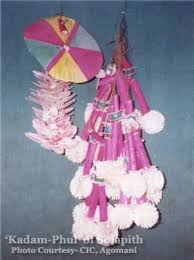 'Kadam-Phul' of Solapith
Photo Courtesy- CIC, Agomani